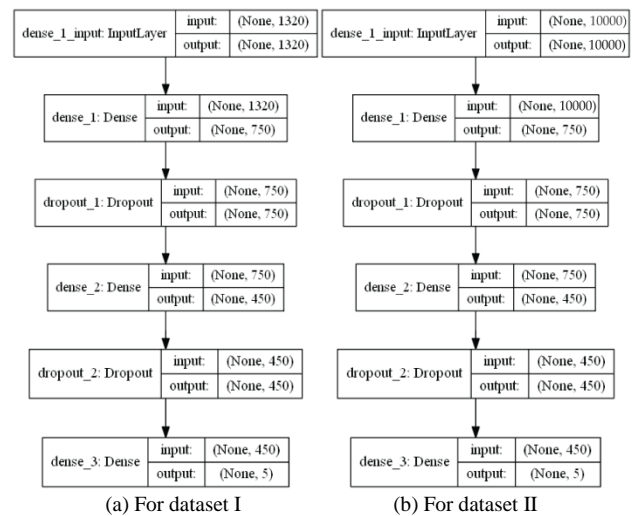 dense_1_input: InputLayer
input: (None, 1320)
output: (None, 1320)
dense_1: Dense
input: (None, 1320)
output: (None, 750)
dropout_1: Dropout
input: (None, 750)
output: (None, 750)
dense_2: Dense
input: (None, 750)
output: (None, 450)
dropout_2: Dropout
input: (None, 450)
output: (None, 450)
dense_3: Dense
input: (None, 450)
output: (None, 5)
(a) For dataset I
dense_1_input: InputLayer
input: (None, 10000)
output: (None, 10000)
dense_1: Dense
input: (None, 10000)
output: (None, 750)
dropout_1: Dropout
input: (None, 750)
output: (None, 750)
dense_2: Dense
input: (None, 750)
output: (None, 450)
dropout_2: Dropout
input: (None, 450)
output: (None, 450)
dense_3: Dense
input: (None, 450)
output: (None, 5)
(b) For dataset II